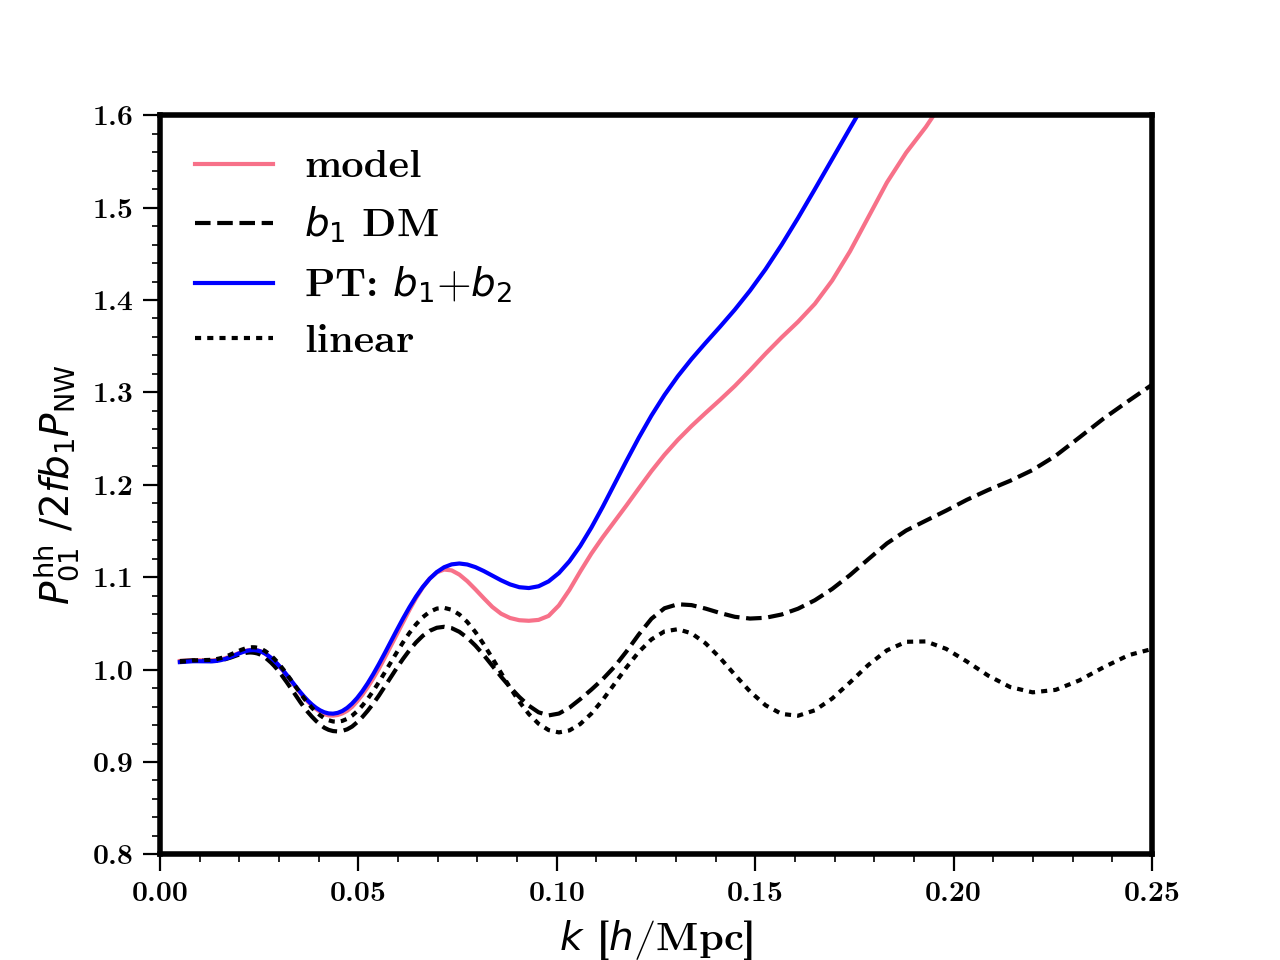 1.6
1.5
1.4
1.3
1.2
1.1
1.0
0.9
0.8
model
b₁ DM
PT: b₁+b₂
linear
P₀₁ʰʰ /2fb₁P_NW
0.00 0.05 0.10 0.15 0.20 0.25
k [h/Mpc]